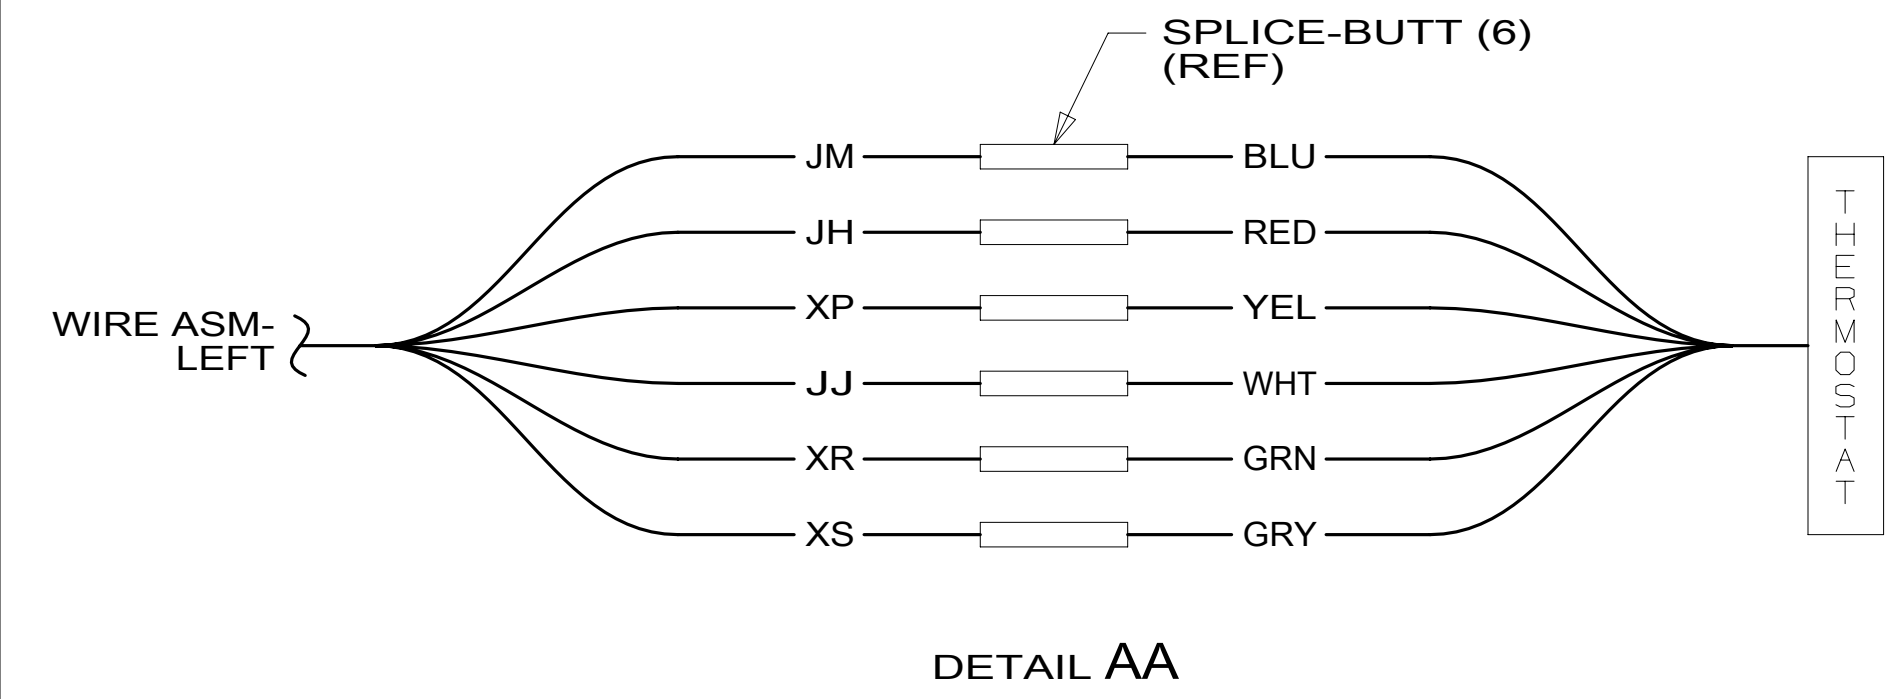 SPLICE-BUTT (6)
(REF)
JM BLU
JH RED
XP YEL
WIRE ASM-
LEFT
JJ WHT
XR GRN
XS GRY
THERMOSTAT
DETAIL AA